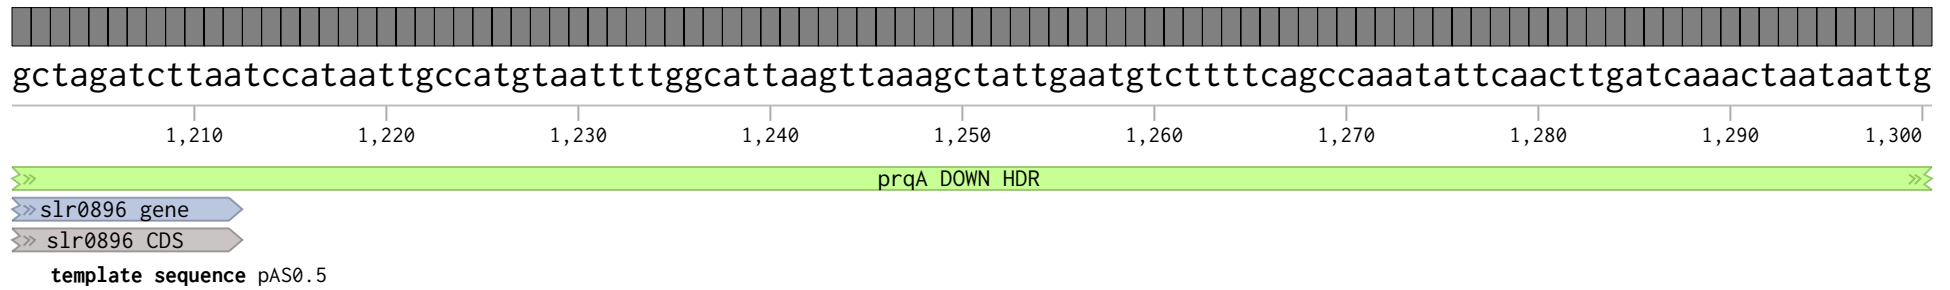 gctagatcttaatccataattgccatgtaattttggcattaagttaaagctattgaatgtcttttcagccaaatattcaacttgatcaaactaataattg
1,210 1,220 1,230 1,240 1,250 1,260 1,270 1,280 1,290 1,300
prqA DOWN HDR
slr0896 gene
slr0896 CDS
template sequence pAS0.5